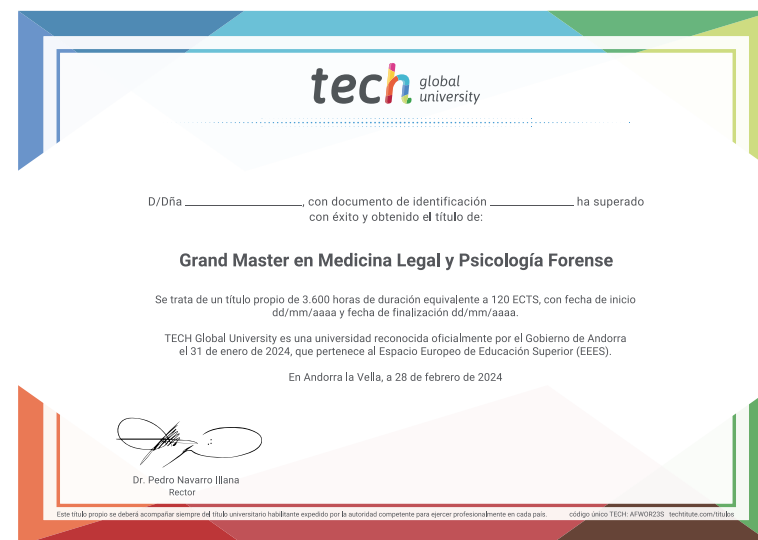 tech global university
D/Dña ____________________, con documento de identificación ______________ ha superado
con éxito y obtenido el título de:
Grand Master en Medicina Legal y Psicología Forense
Se trata de un título propio de 3.600 horas de duración equivalente a 120 ECTS, con fecha de inicio
dd/mm/aaaa y fecha de finalización dd/mm/aaaa.
TECH Global University es una universidad reconocida oficialmente por el Gobierno de Andorra
el 31 de enero de 2024, que pertenece al Espacio Europeo de Educación Superior (EEES).
En Andorra la Vella, a 28 de febrero de 2024
Dr. Pedro Navarro Illana
Rector
Este título propio se deberá acompañar siempre del título universitario habilitante expedido por la autoridad competente para ejercer profesionalmente en cada país. código único TECH: AFWOR23S techtitute.com/titulos